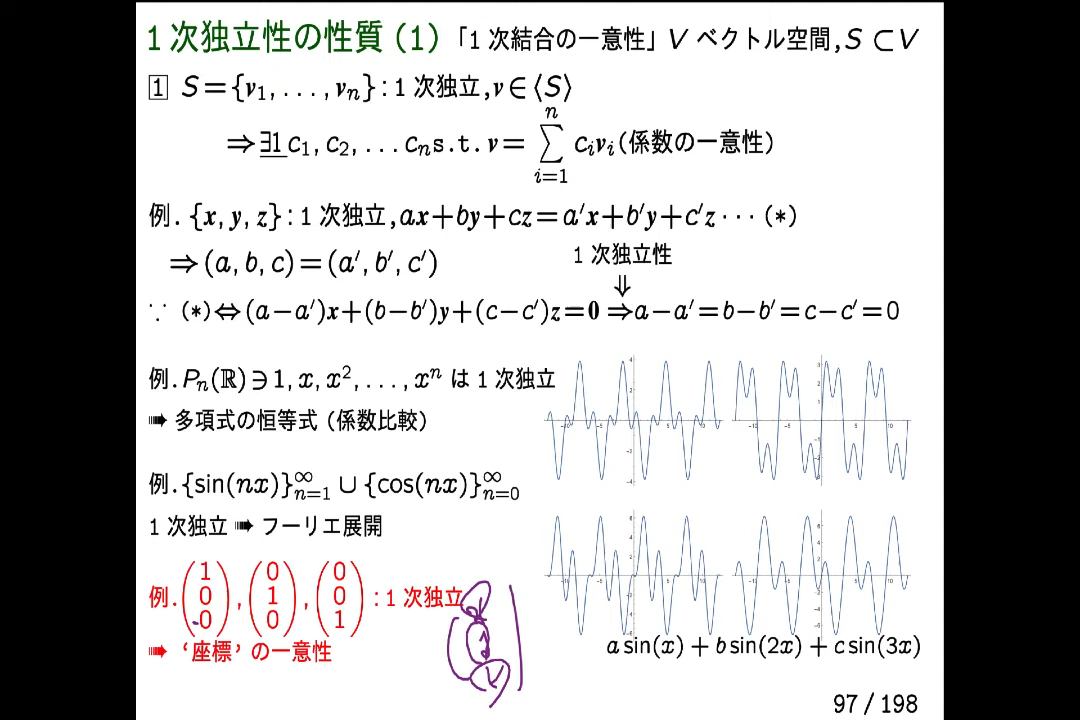 1次独立性の性質(1) 「1次結合の一意性」V ベクトル空間, S ⊂ V
1 S = {v₁, . . . , vₙ} : 1 次独立, v ∈ ⟨S⟩
⇒ ∃1 c₁, c₂, . . . cₙ s.t. v = ∑_{i=1}^{n} cᵢvᵢ (係数の一意性)
例. {x, y, z} : 1 次独立, ax + by + cz = a′x + b′y + c′z · · · (∗)
⇒ (a, b, c) = (a′, b′, c′)
1 次独立性
⇓
∵ (∗) ⇔ (a − a′)x + (b − b′)y + (c − c′)z = 0 ⇒ a − a′ = b − b′ = c − c′ = 0
例. Pₙ(ℝ) ∋ 1, x, x², . . . , xⁿ は 1 次独立
➠ 多項式の恒等式 (係数比較)
例. {sin(nx)}_{n=1}^{∞} ∪ {cos(nx)}_{n=0}^{∞}
1 次独立 ➠ フーリエ展開
例. (1 0 0), (0 1 0), (0 0 1) : 1 次独立
➠ ‘座標’ の一意性
a sin(x) + b sin(2x) + c sin(3x)
97 / 198